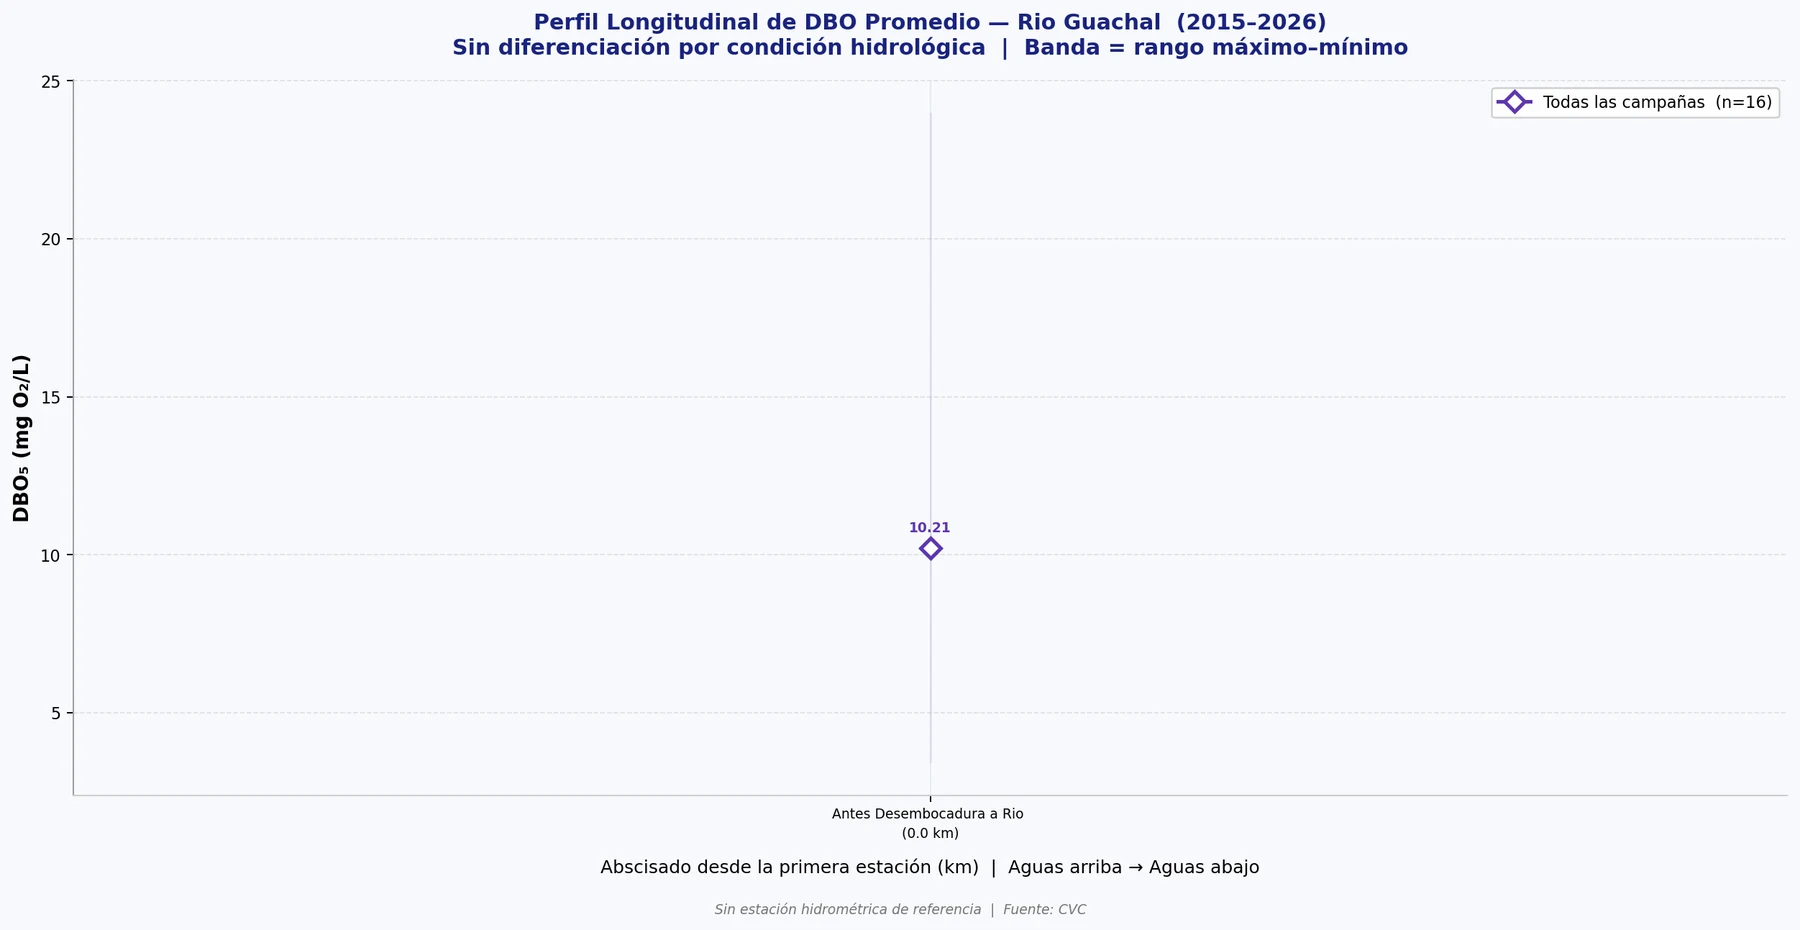 Perfil Longitudinal de DBO Promedio — Rio Guachal  (2015–2026)
Sin diferenciación por condición hidrológica  |  Banda = rango máximo–mínimo
25
Todas las campañas  (n=16)
20
15
DBO₅ (mg O₂/L)
10.21
10
5
Antes Desembocadura a Rio
(0.0 km)
Abscisado desde la primera estación (km)  |  Aguas arriba → Aguas abajo
Sin estación hidrométrica de referencia  |  Fuente: CVC